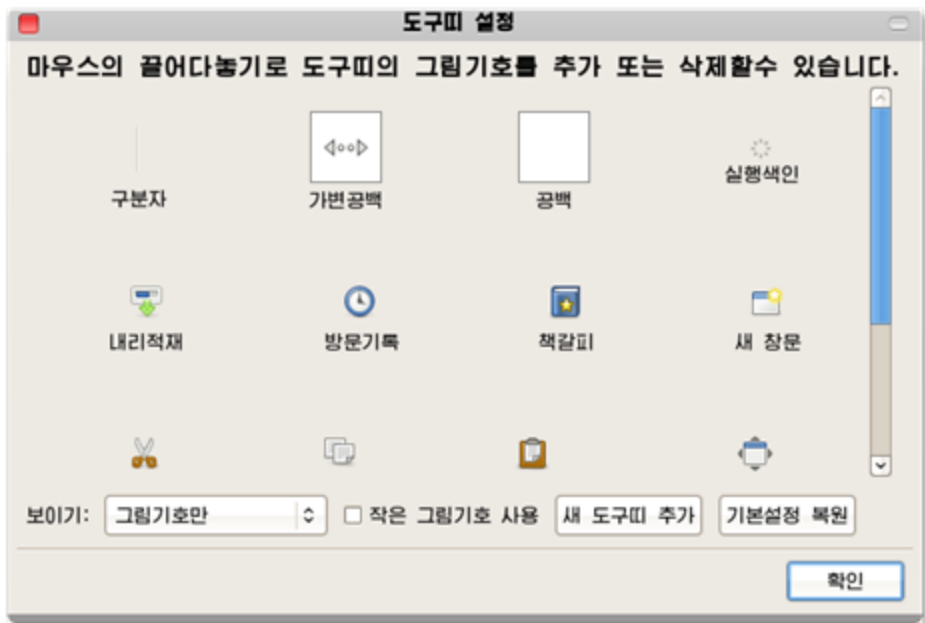 도구띠 설정
마우스의 끌어다놓기로 도구띠의 그림기호를 추가 또는 삭제할수 있습니다.
구분자
가변공백
공백
실행색인
내리적재
방문기록
책갈피
새 창문
보이기: 그림기호만 작은 그림기호 사용 새 도구띠 추가 기본설정 복원
확인